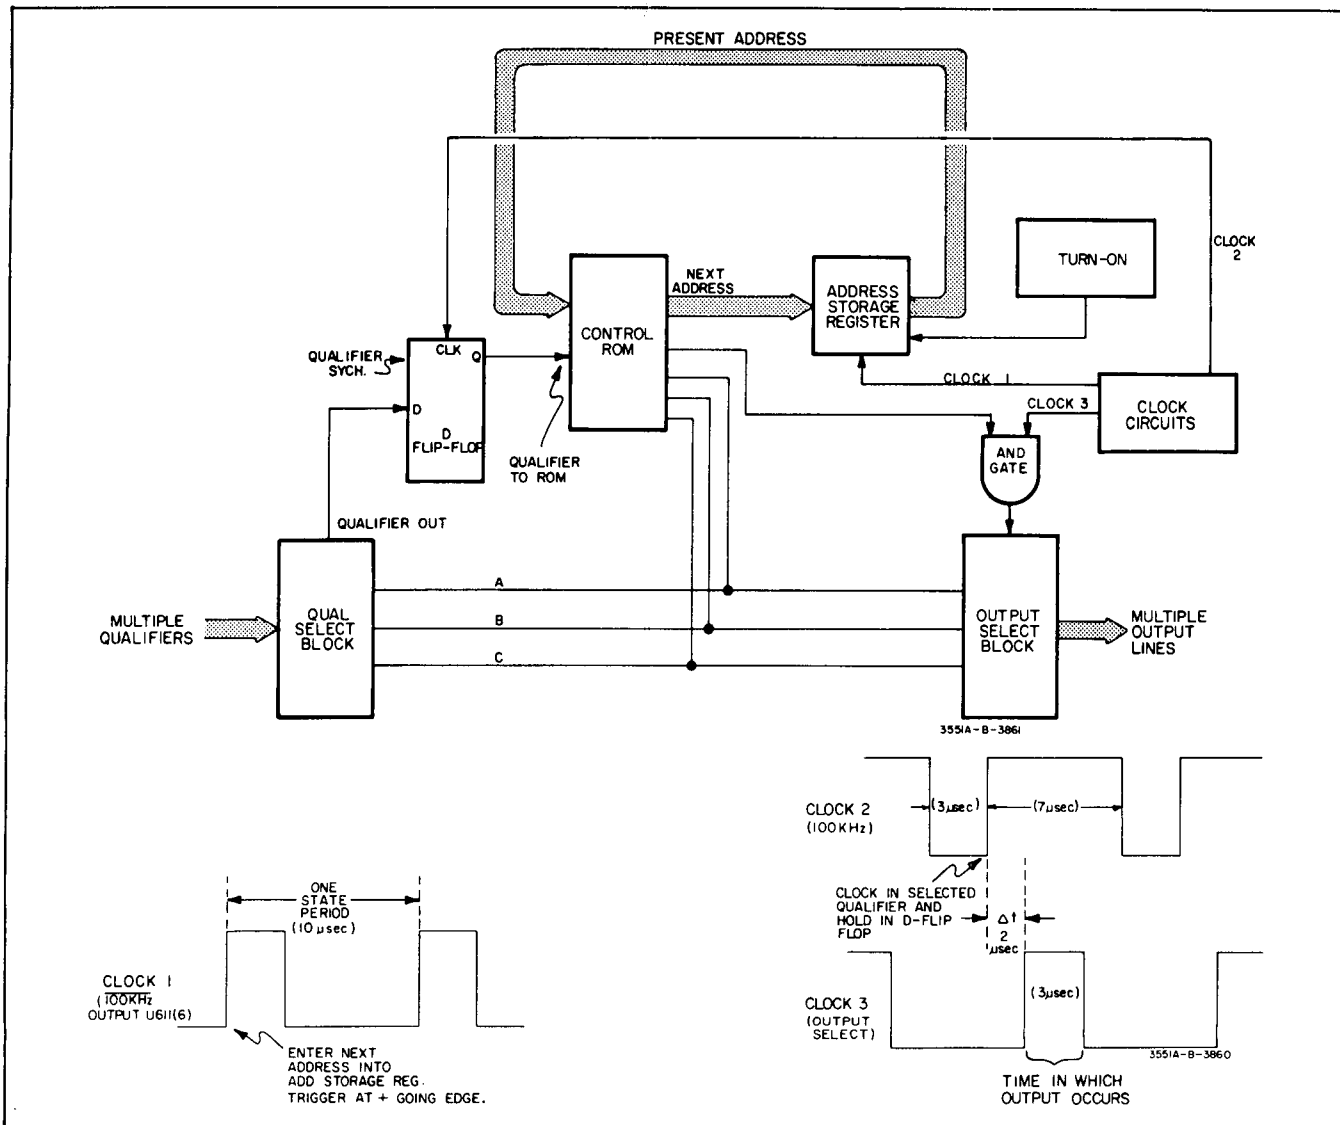 PRESENT ADDRESS
CLOCK
2
TURN-ON
NEXT
ADDRESS
ADDRESS
STORAGE
REGISTER
CONTROL
ROM
QUALIFIER
SYCH.
CLK
Q
D
D
FLIP-FLOP
QUALIFIER
TO ROM
CLOCK 1
CLOCK 3
CLOCK
CIRCUITS
AND
GATE
QUALIFIER OUT
MULTIPLE
QUALIFIERS
QUAL
SELECT
BLOCK
A
B
C
OUTPUT
SELECT
BLOCK
MULTIPLE
OUTPUT
LINES
3551A-B-3861
CLOCK 2
(100KHz)
(3µsec)
(7µsec)
CLOCK IN SELECTED
QUALIFIER AND
HOLD IN D-FLIP
FLOP
Δt
2
µsec
ONE
STATE
PERIOD
(10µsec)
CLOCK 1
(100KHz
OUTPUT U611(6)
ENTER NEXT
ADDRESS INTO
ADD STORAGE REG.
TRIGGER AT + GOING EDGE.
CLOCK 3
(OUTPUT
SELECT)
(3µsec)
3551A-B-3860
TIME IN WHICH
OUTPUT OCCURS